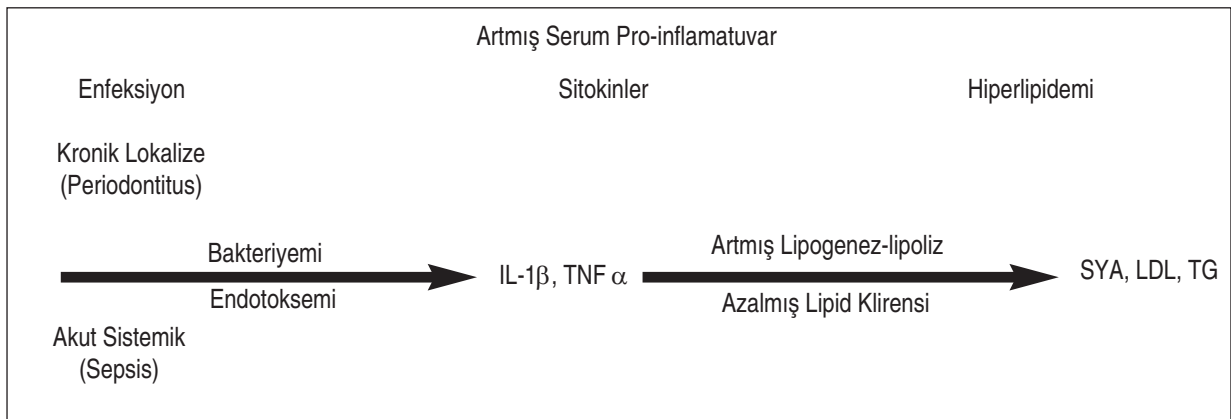 Artmış Serum Pro-inflamatuvar
Enfeksiyon Sitokinler Hiperlipidemi
Kronik Lokalize
(Periodontitus)
Bakteriyemi
Endotoksemi
Akut Sistemik
(Sepsis)
IL-1β, TNF α
Artmış Lipogenez-lipoliz
Azalmış Lipid Klirensi
SYA, LDL, TG